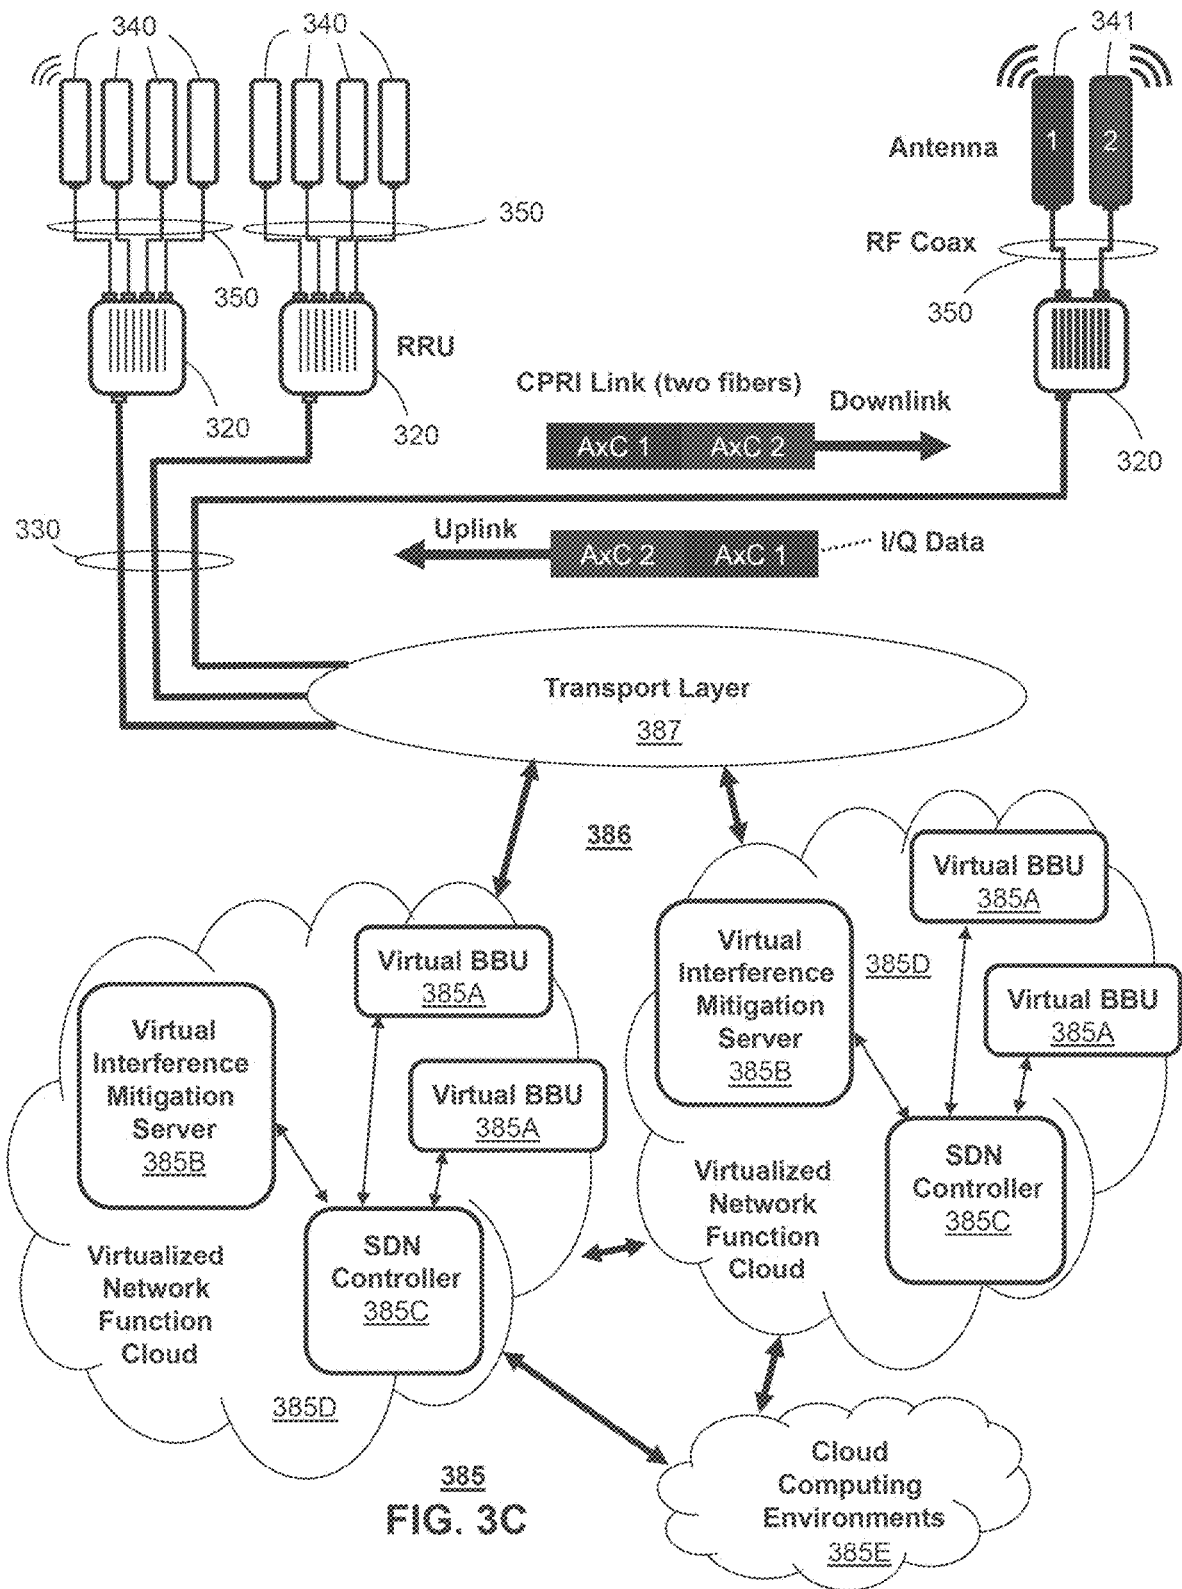 340
340
341
1
2
Antenna
350
RF Coax
350
350
RRU
CPRI Link (two fibers)
Downlink
320
320
AxC 1 AxC 2
320
330
Uplink
AxC 2 AxC 1
I/Q Data
Transport Layer
387
386
Virtual BBU
385A
Virtual
Interference
Mitigation
Server
385B
385D
Virtual BBU
385A
Virtual BBU
385A
Virtual
Interference
Mitigation
Server
385B
Virtual BBU
385A
SDN
Controller
385C
Virtualized
Network
Function
Cloud
SDN
Controller
385C
Virtualized
Network
Function
Cloud
385D
Cloud
Computing
Environments
385E
385
FIG. 3C